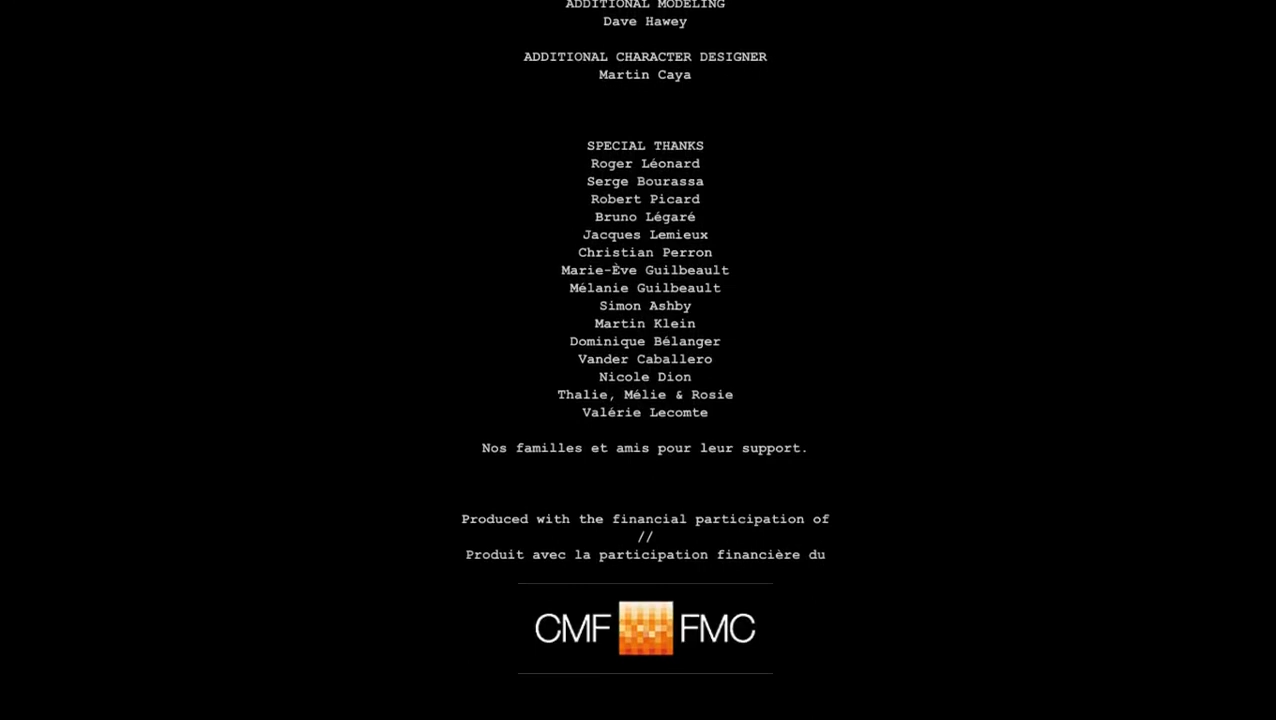 ADDITIONAL MODELING
Dave Hawey
ADDITIONAL CHARACTER DESIGNER
Martin Caya
SPECIAL THANKS
Roger Léonard
Serge Bourassa
Robert Picard
Bruno Légaré
Jacques Lemieux
Christian Perron
Marie-Ève Guilbeault
Mélanie Guilbeault
Simon Ashby
Martin Klein
Dominique Bélanger
Vander Caballero
Nicole Dion
Thalie, Mélie & Rosie
Valérie Lecomte
Nos familles et amis pour leur support.
Produced with the financial participation of
//
Produit avec la participation financière du
CMF FMC